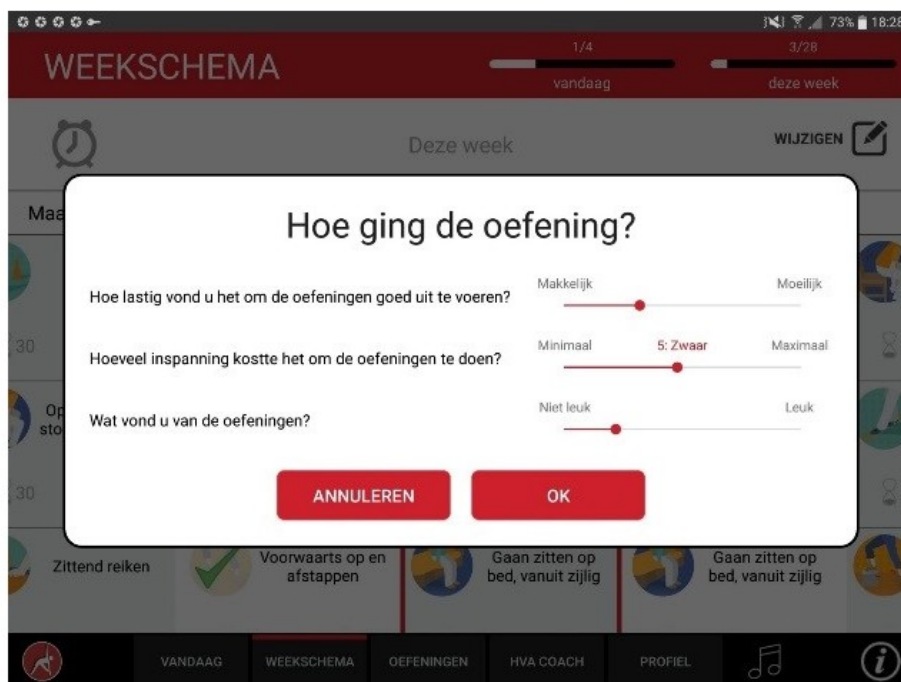 73% 18:28
WEEKSCHEMA
1/4
vandaag
3/28
deze week
Deze week
WIJZIGEN
Maa
Hoe ging de oefening?
Hoe lastig vond u het om de oefeningen goed uit te voeren?
Makkelijk Moeilijk
30
Hoeveel inspanning kostte het om de oefeningen te doen?
Minimaal 5: Zwaar Maximaal
Op
sto
Wat vond u van de oefeningen?
Niet leuk Leuk
30
ANNULEREN OK
Zittend reiken
Voorwaarts op en
afstappen
Gaan zitten op
bed, vanuit zijlig
Gaan zitten op
bed, vanuit zijlig
VANDAAG WEEKSCHEMA OEFENINGEN HVA COACH PROFIEL